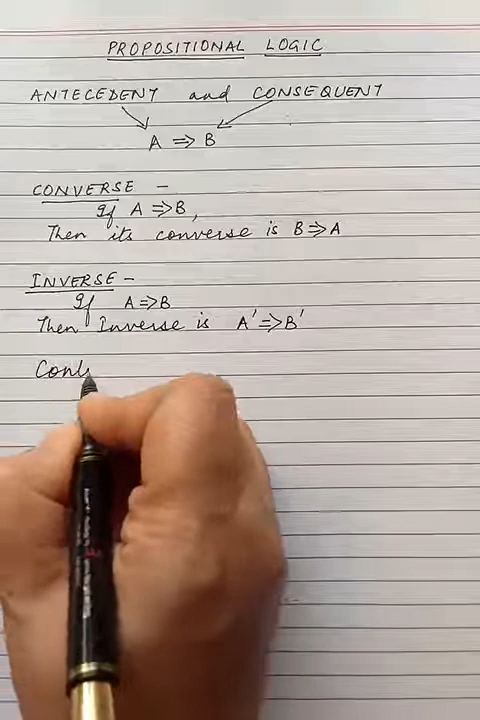 PROPOSITIONAL LOGIC
ANTECEDENT and CONSEQUENT
A ⇒ B
CONVERSE -
If A ⇒ B,
Then its converse is B ⇒ A
INVERSE -
If A ⇒ B
Then Inverse is A' ⇒ B'